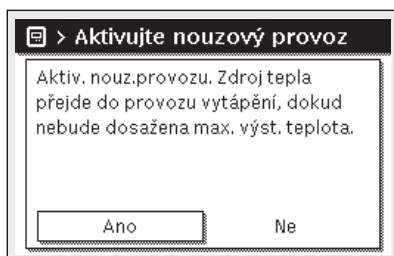 > Aktivujte nouzový provoz
Aktiv. nouz.provozu. Zdroj tepla
přejde do provozu vytápění, dokud
nebude dosažena max. výst. teplota.
Ano Ne